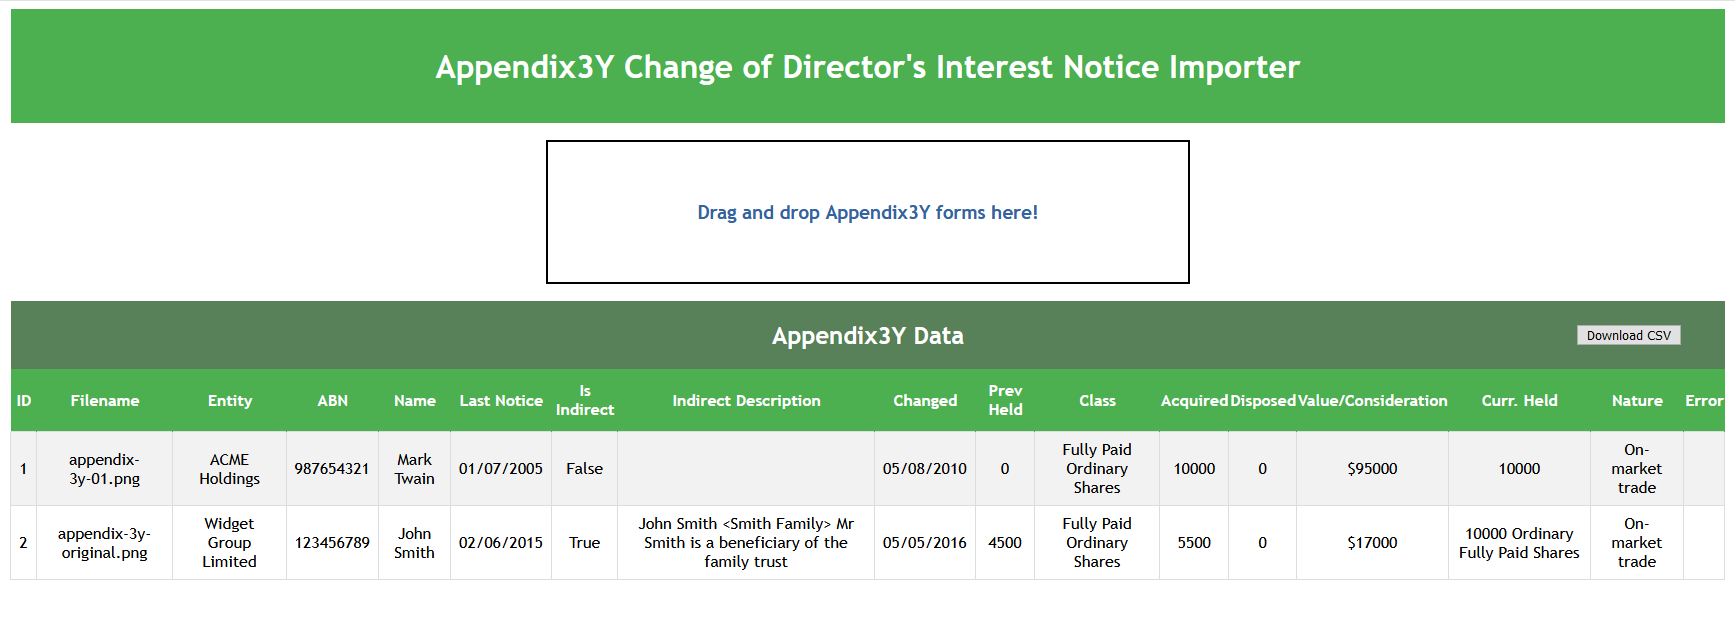 Appendix3Y Change of Director's Interest Notice Importer
Drag and drop Appendix3Y forms here!
Appendix3Y Data
Download CSV
ID Filename Entity ABN Name Last Notice Is Indirect Indirect Description Changed Prev Held Class Acquired Disposed Value/Consideration Curr. Held Nature Error
1 appendix-3y-01.png ACME Holdings 987654321 Mark Twain 01/07/2005 False 05/08/2010 0 Fully Paid Ordinary Shares 10000 0 $95000 10000 On-market trade
2 appendix-3y-original.png Widget Group Limited 123456789 John Smith 02/06/2015 True John Smith <Smith Family> Mr Smith is a beneficiary of the family trust 05/05/2016 4500 Fully Paid Ordinary Shares 5500 0 $17000 10000 Ordinary Fully Paid Shares On-market trade